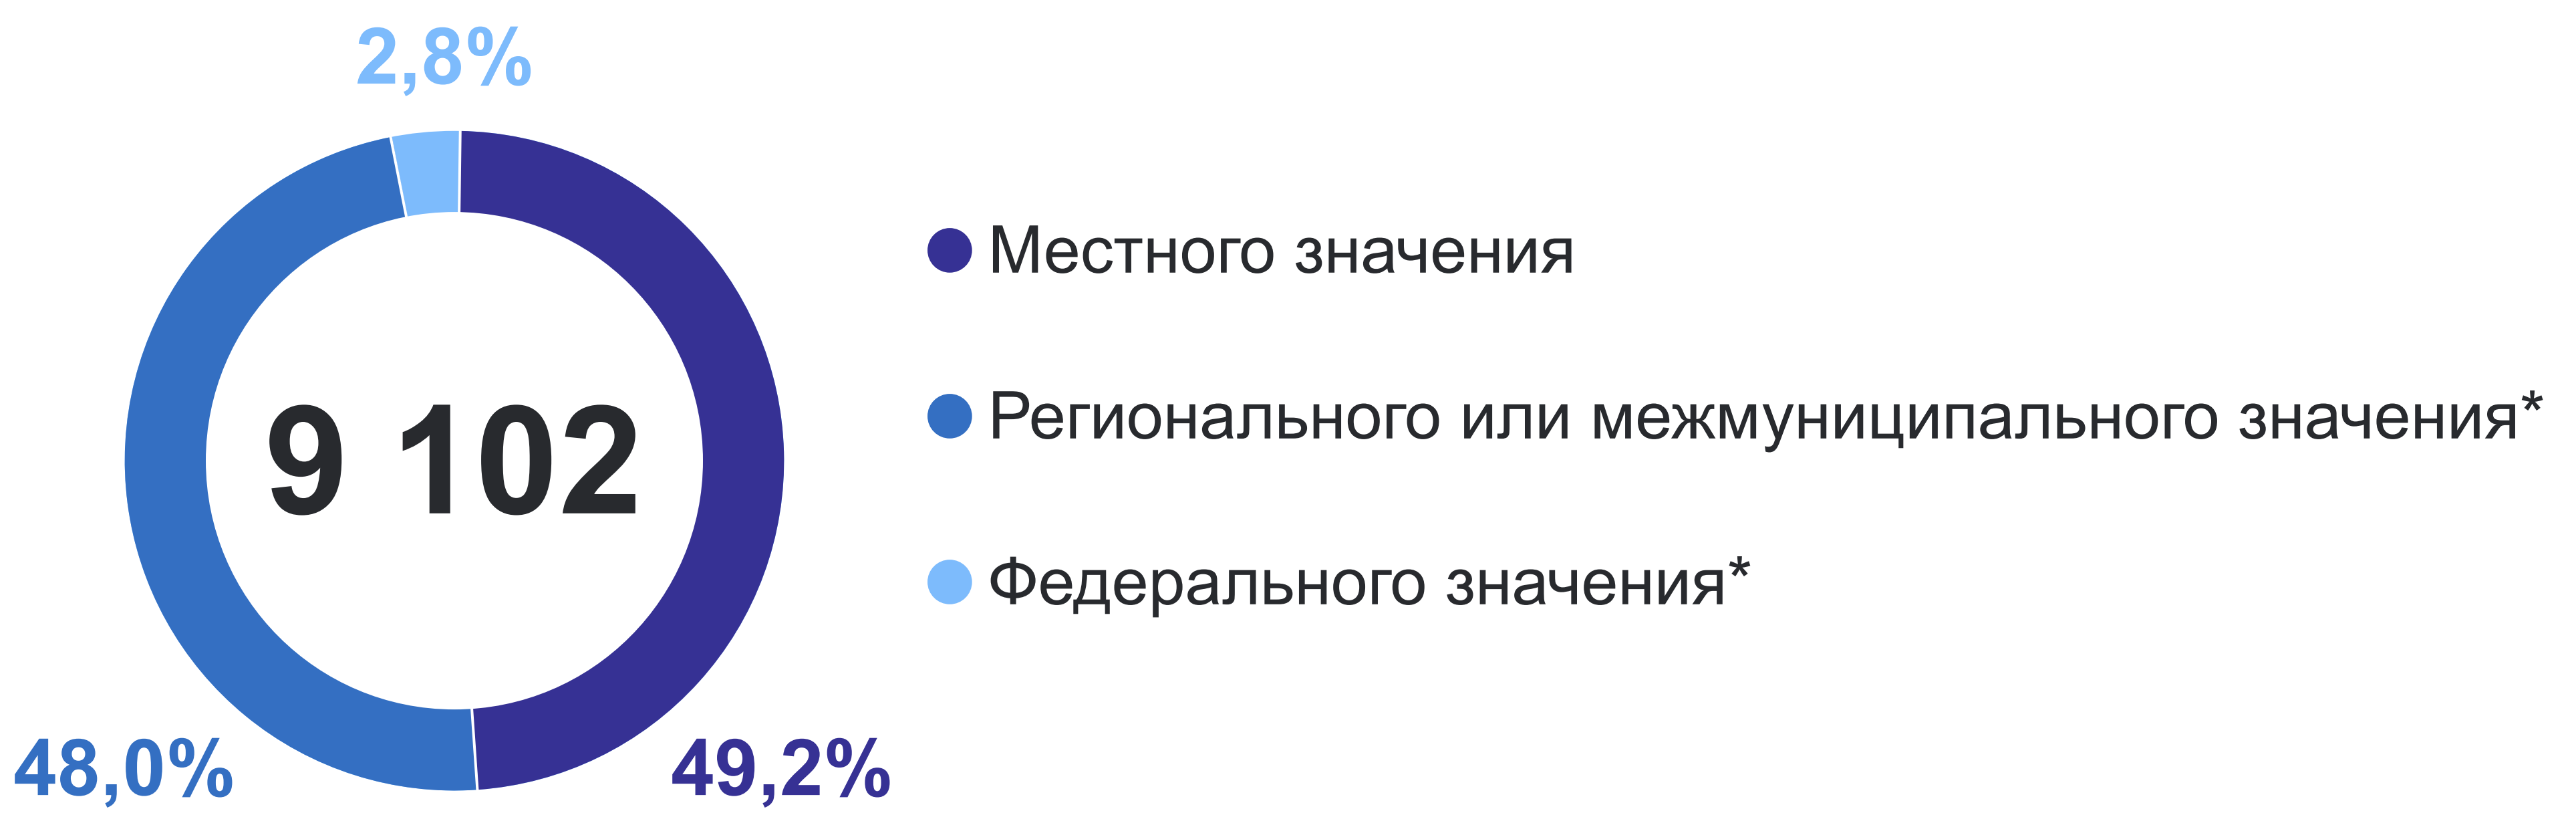 2,8%
9 102
48,0%
49,2%
Местного значения
Регионального или межмуниципального значения*
Федерального значения*